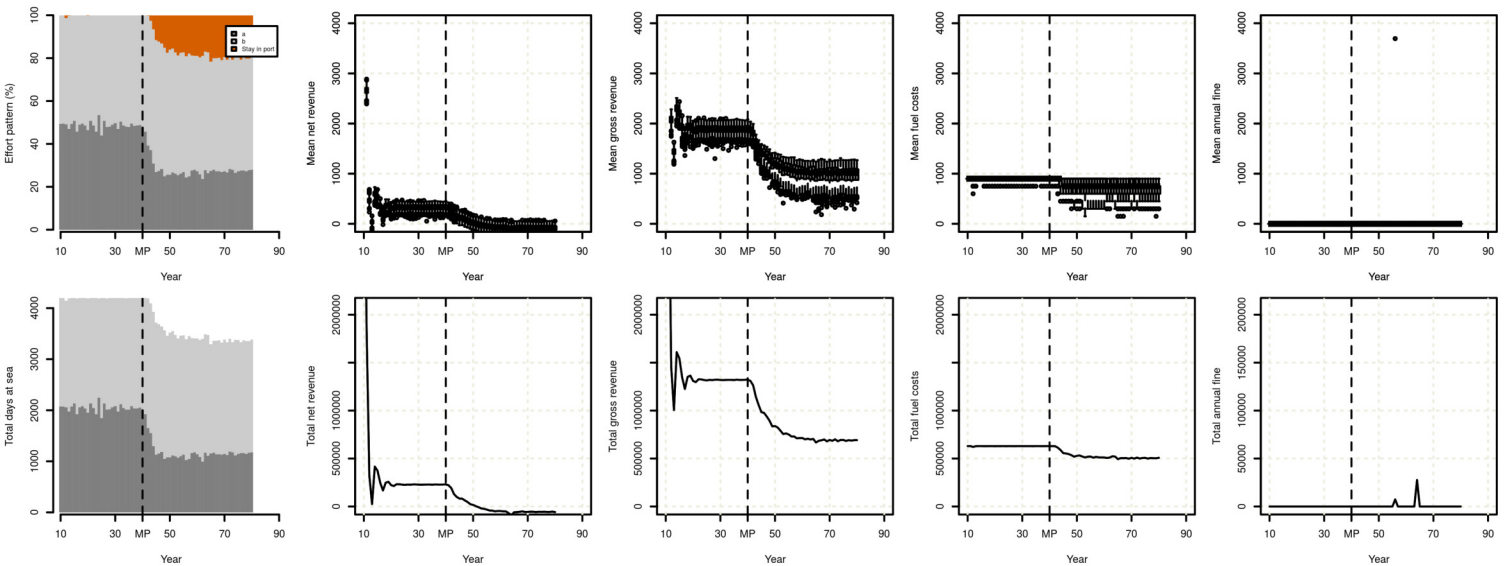 Effort pattern (%)
0 20 40 60 80 100
a
b
Stay in port
10 30 MP 50 70 90
Year
Mean net revenue
0 1000 2000 3000 4000
10 30 MP 50 70 90
Year
Mean gross revenue
0 1000 2000 3000 4000
10 30 MP 50 70 90
Year
Mean fuel costs
0 1000 2000 3000 4000
10 30 MP 50 70 90
Year
Mean annual fine
0 1000 2000 3000 4000
10 30 MP 50 70 90
Year
Total days at sea
0 1000 2000 3000 4000
10 30 MP 50 70 90
Year
Total net revenue
0 500000 1000000 2000000
10 30 MP 50 70 90
Year
Total gross revenue
0 500000 1000000 2000000
10 30 MP 50 70 90
Year
Total fuel costs
0 500000 1000000 2000000
10 30 MP 50 70 90
Year
Total annual fine
0 50000 100000 150000 200000
10 30 MP 50 70 90
Year